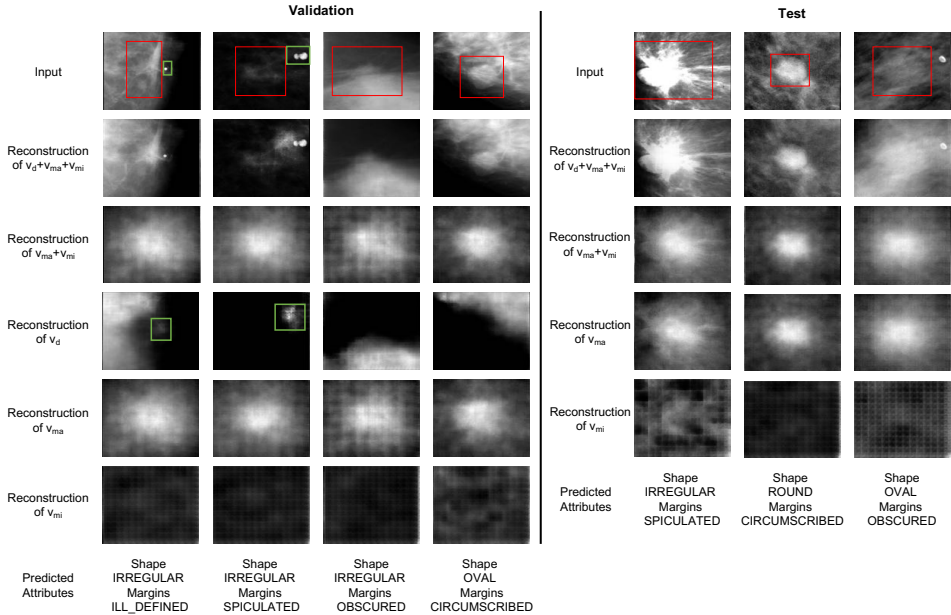 Validation
Input
Reconstruction
of v_d+v_ma+v_mi
Reconstruction
of v_ma+v_mi
Reconstruction
of v_d
Reconstruction
of v_ma
Reconstruction
of v_mi
Predicted
Attributes
Shape
IRREGULAR
Margins
ILL_DEFINED
Shape
IRREGULAR
Margins
SPICULATED
Shape
IRREGULAR
Margins
OBSCURED
Shape
OVAL
Margins
CIRCUMSCRIBED
Test
Input
Reconstruction
of v_d+v_ma+v_mi
Reconstruction
of v_ma+v_mi
Reconstruction
of v_ma
Reconstruction
of v_mi
Predicted
Attributes
Shape
IRREGULAR
Margins
SPICULATED
Shape
ROUND
Margins
CIRCUMSCRIBED
Shape
OVAL
Margins
OBSCURED